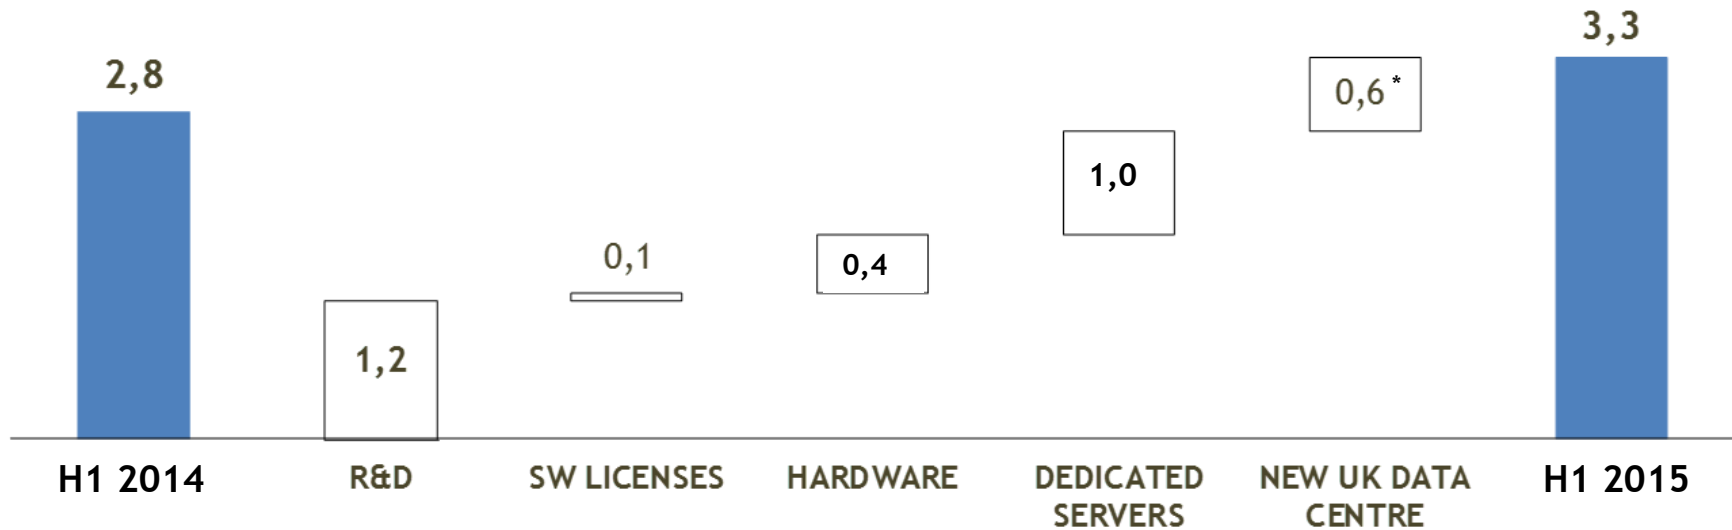 2,8
3,3
0,6 *
1,0
0,1
0,4
1,2
H1 2014
R&D
SW LICENSES
HARDWARE
DEDICATED
SERVERS
NEW UK DATA
CENTRE
H1 2015